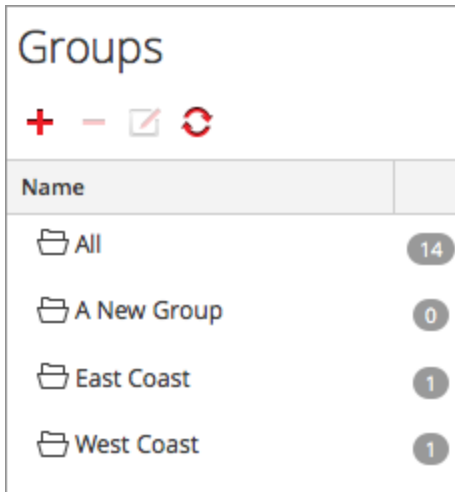 Groups
Name
All 14
A New Group 0
East Coast 1
West Coast 1